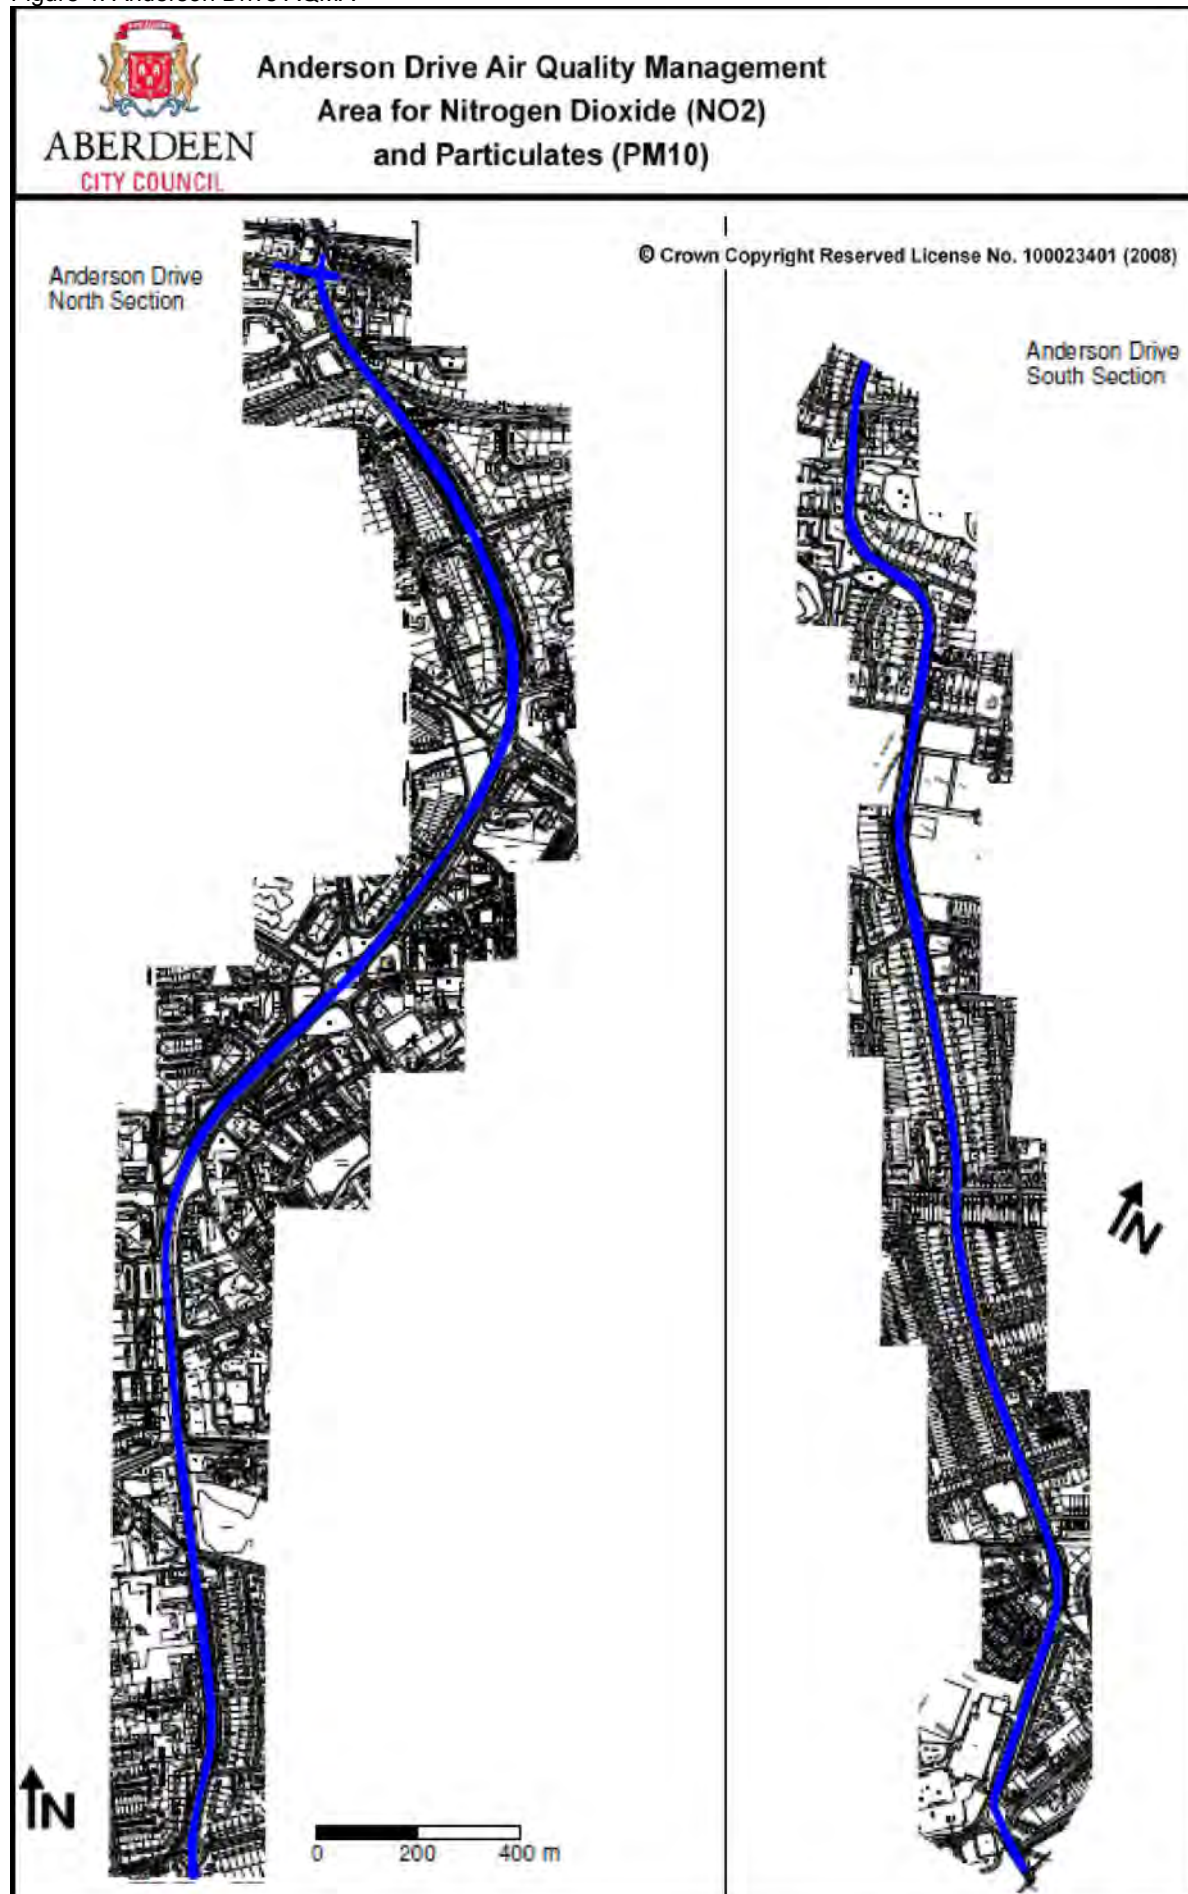 ABERDEEN
CITY COUNCIL
Anderson Drive Air Quality Management
Area for Nitrogen Dioxide (NO2)
and Particulates (PM10)
© Crown Copyright Reserved License No. 100023401 (2008)
Anderson Drive
North Section
Anderson Drive
South Section
N
N
0 200 400 m